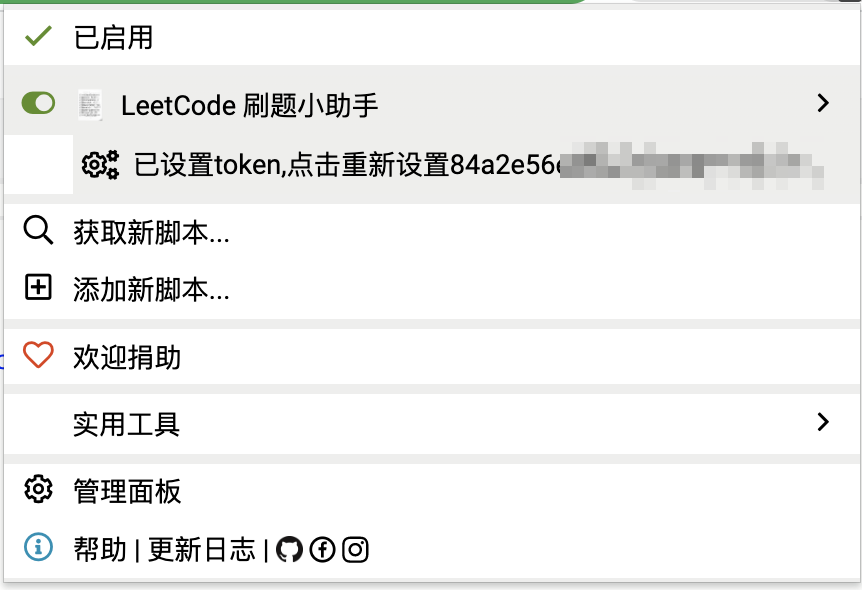 已启用
LeetCode 刷题小助手
已设置token,点击重新设置84a2e56
获取新脚本...
添加新脚本...
欢迎捐助
实用工具
管理面板
帮助 | 更新日志 |